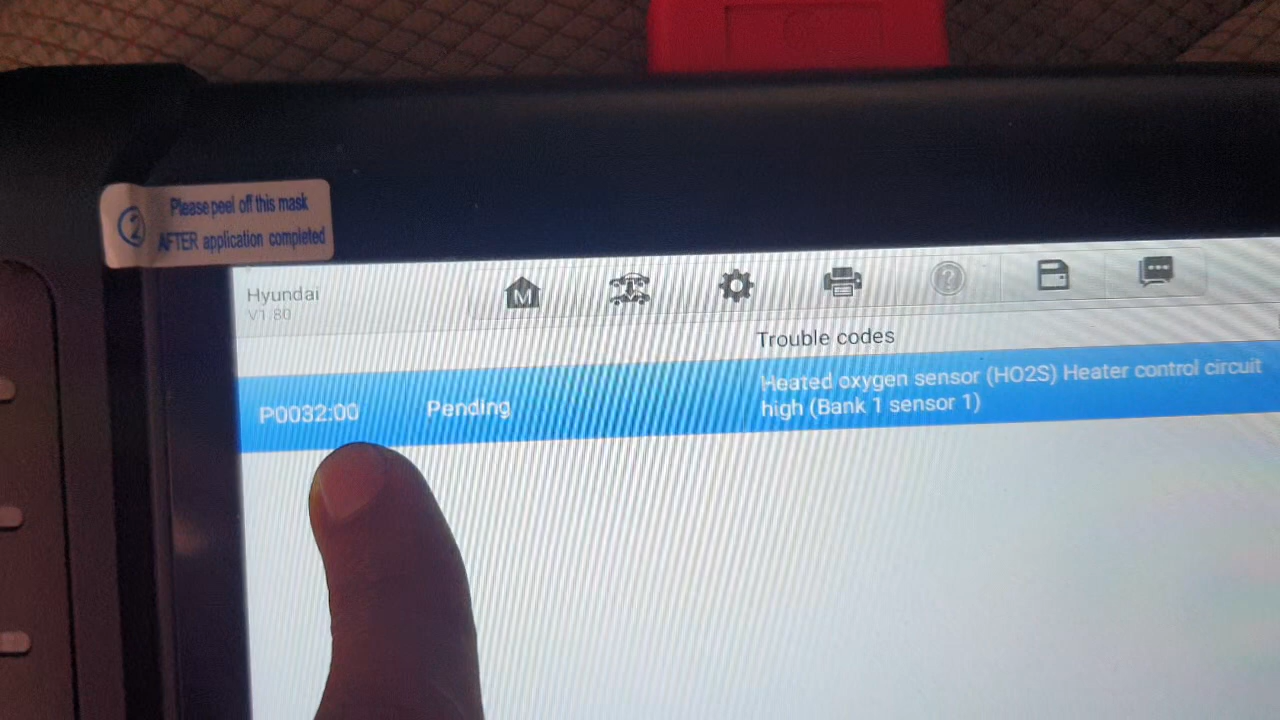 2
Please peel off this mask
AFTER application completed
Hyundai
V1.80
M
Trouble codes
P0032:00
Pending
Heated oxygen sensor (HO2S) Heater control circuit
high (Bank 1 sensor 1)